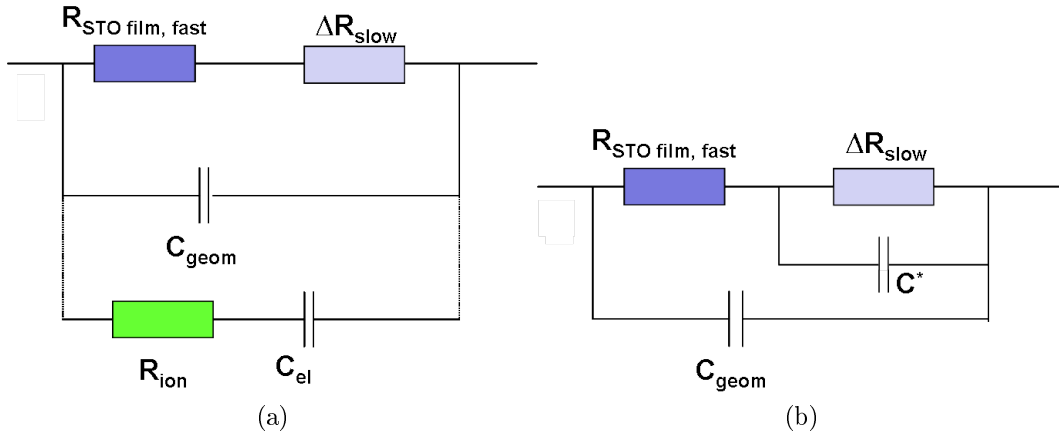 R_STO film, fast
ΔR_slow
C_geom
R_ion
C_el
(a)
R_STO film, fast
ΔR_slow
C*
C_geom
(b)